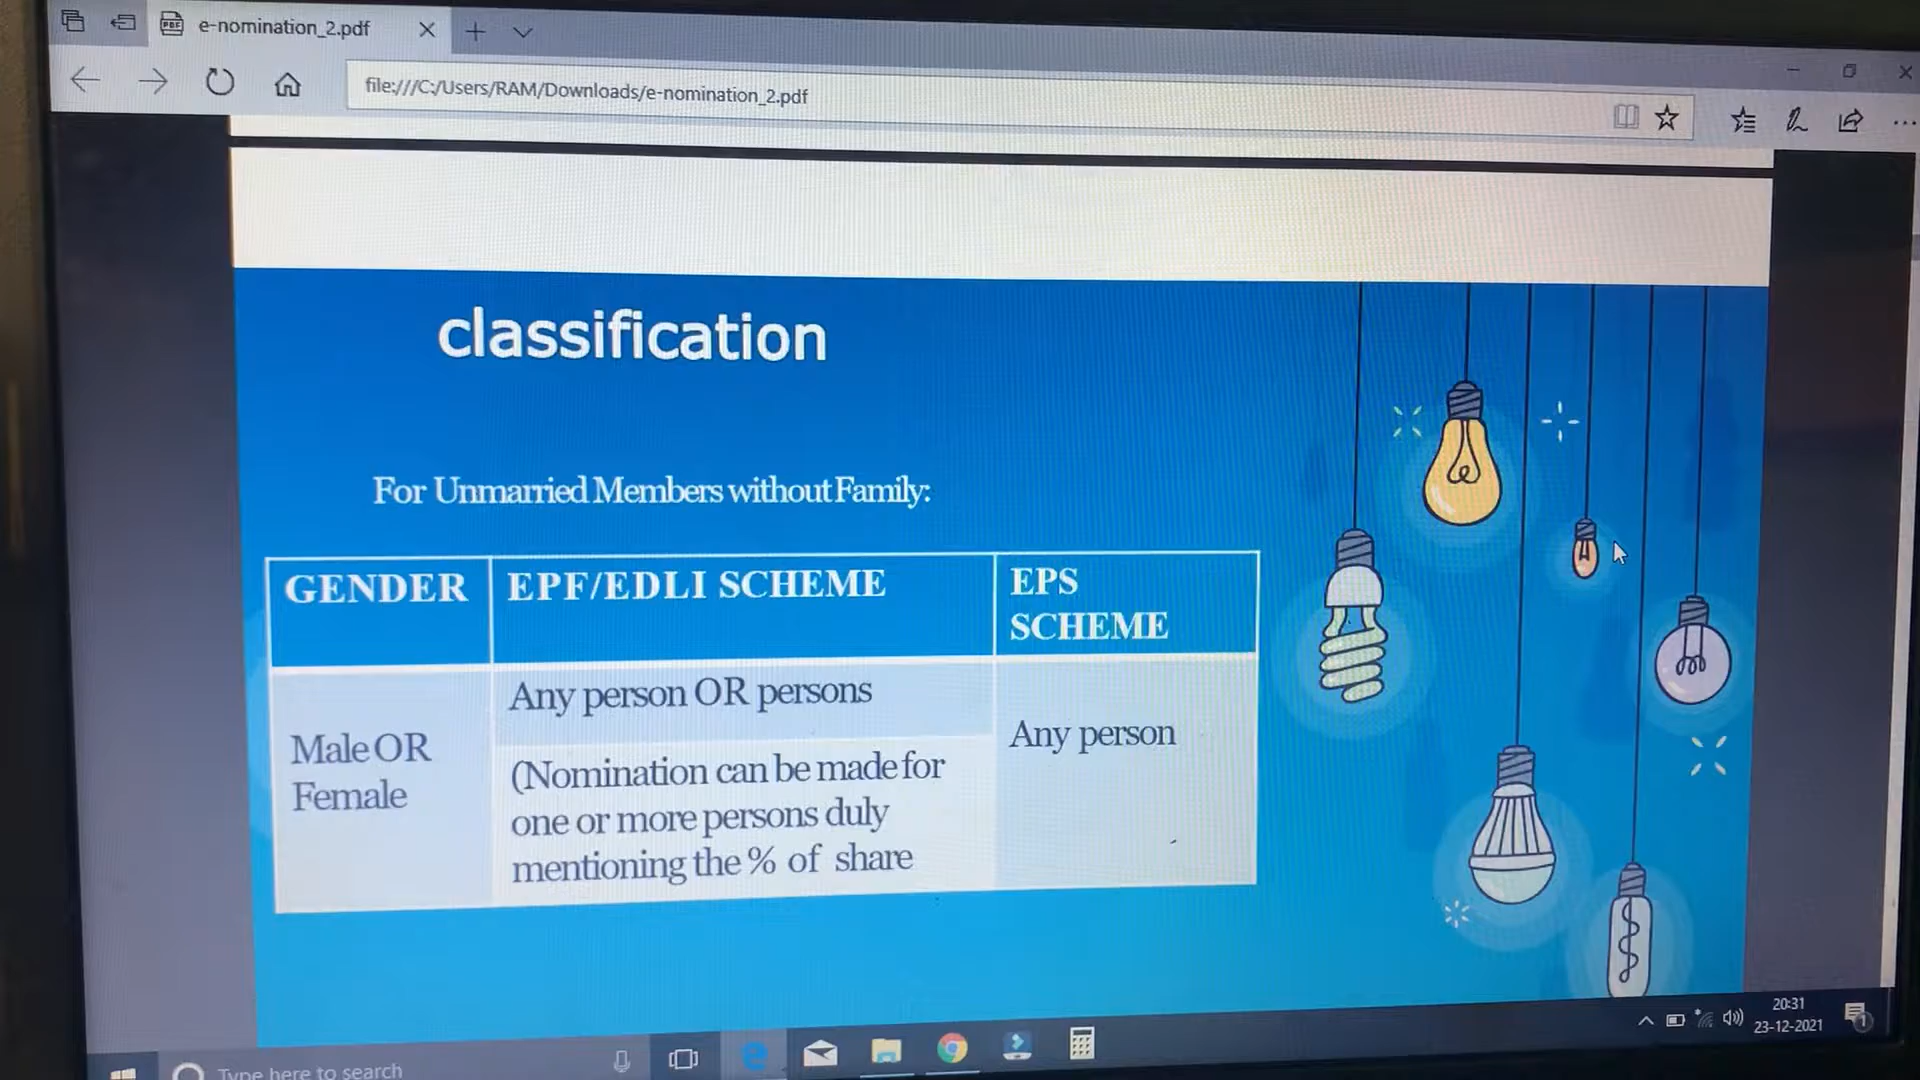 e-nomination_2.pdf
file:///C:/Users/RAM/Downloads/e-nomination_2.pdf
classification
For Unmarried Members without Family:
GENDER
EPF/EDLI SCHEME
EPS
SCHEME
Male OR
Female
Any person OR persons
(Nomination can be made for
one or more persons duly
mentioning the % of share
Any person
Type here to search
20:31
23-12-2021
1